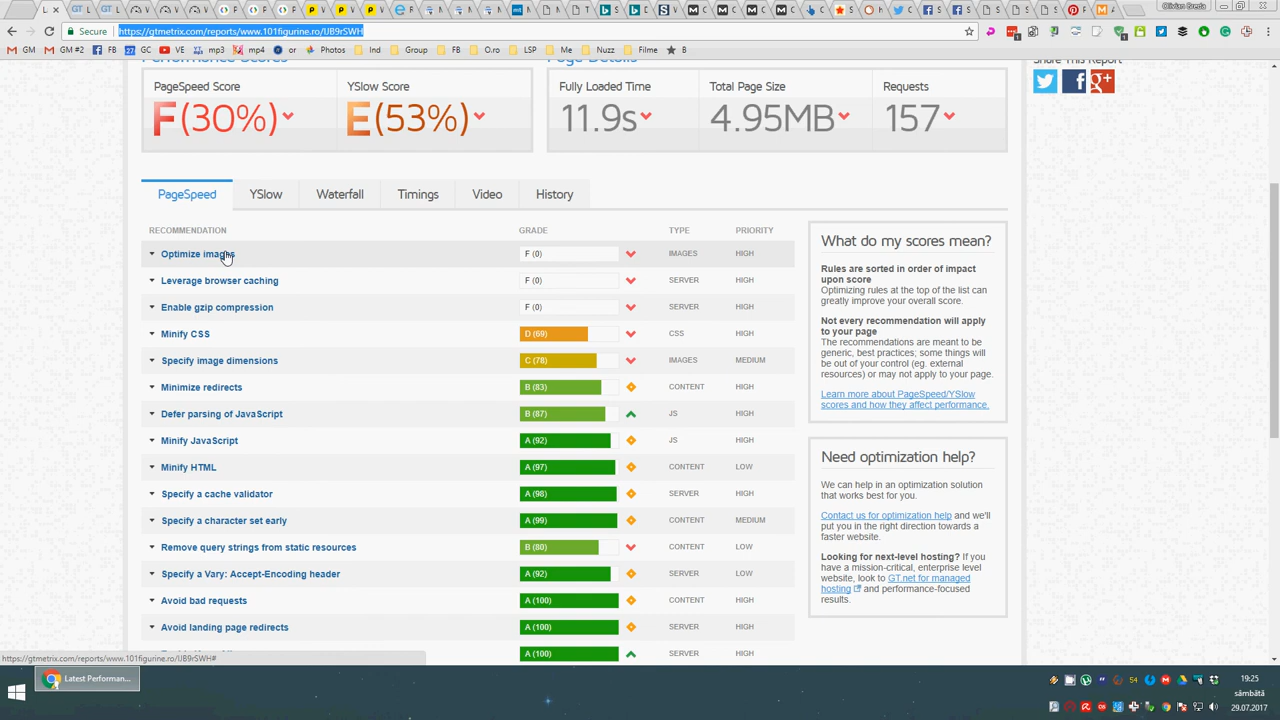 L
GT L
GT L
Olivian Breda
Secure
https://gtmetrix.com/reports/www.101figurine.ro/UB9rSWH
GM
GM #2
FB
GC
VE
mp3
mp4
or
Photos
Ind
Group
FB
O.ro
LSP
Me
Nuzz
Filme
B
Performance Scores
Page Details
Share This Report
PageSpeed Score
YSlow Score
Fully Loaded Time
Total Page Size
Requests
F(30%)
E(53%)
11.9s
4.95MB
157
PageSpeed
YSlow
Waterfall
Timings
Video
History
RECOMMENDATION
GRADE
TYPE
PRIORITY
Optimize images
F (0)
IMAGES
HIGH
Leverage browser caching
F (0)
SERVER
HIGH
Enable gzip compression
F (0)
SERVER
HIGH
Minify CSS
D (69)
CSS
HIGH
Specify image dimensions
C (78)
IMAGES
MEDIUM
Minimize redirects
B (83)
CONTENT
HIGH
Defer parsing of JavaScript
B (87)
JS
HIGH
Minify JavaScript
A (92)
JS
HIGH
Minify HTML
A (97)
CONTENT
LOW
Specify a cache validator
A (98)
SERVER
HIGH
Specify a character set early
A (99)
CONTENT
MEDIUM
Remove query strings from static resources
B (80)
CONTENT
LOW
Specify a Vary: Accept-Encoding header
A (92)
SERVER
LOW
Avoid bad requests
A (100)
CONTENT
HIGH
Avoid landing page redirects
A (100)
SERVER
HIGH
A (100)
SERVER
HIGH
What do my scores mean?
Rules are sorted in order of impact
upon score
Optimizing rules at the top of the list can
greatly improve your overall score.
Not every recommendation will apply
to your page
The recommendations are meant to be
generic, best practices; some things will
be out of your control (eg. external
resources) or may not apply to your page.
Learn more about PageSpeed/YSlow
scores and how they affect performance.
Need optimization help?
We can help in an optimization solution
that works best for you.
Contact us for optimization help and we'll
put you in the right direction towards a
faster website.
Looking for next-level hosting? If you
have a mission-critical, enterprise level
website, look to GT.net for managed
hosting and performance-focused
results.
https://gtmetrix.com/reports/www.101figurine.ro/UB9rSWH#
Latest Performan...
54
19:25
sâmbătă
29.07.2017